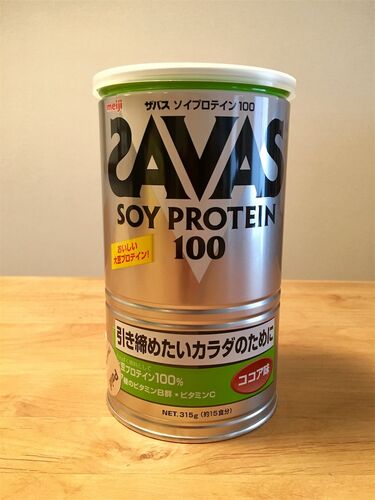 meiji
ザバス ソイプロテイン100
SAVAS
SOY PROTEIN
100
おいしい
大豆プロテイン!
引き締めたいカラダのために
プロテイン100%
のビタミンB群 + ビタミンC
ココア味
NET.315g (約15食分)